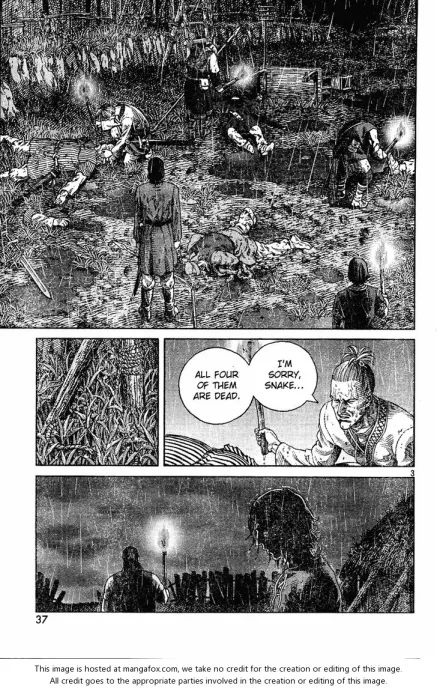 I'M
SORRY,
SNAKE...
ALL FOUR
OF THEM
ARE DEAD.
3
37
This image is hosted at mangafox.com, we take no credit for the creation or editing of this image.
All credit goes to the appropriate parties involved in the creation or editing of this image.